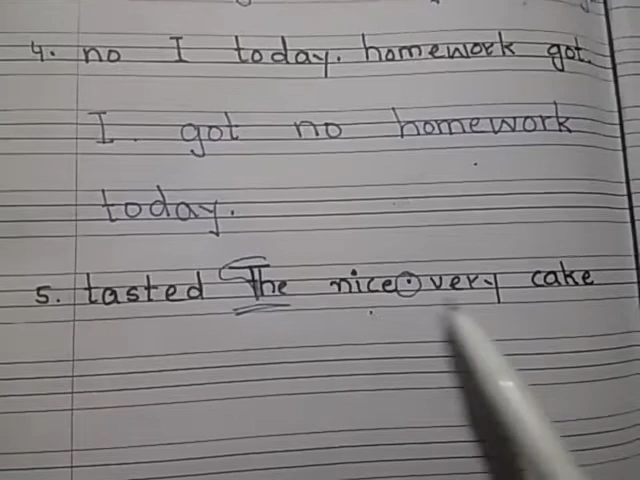 4. no I today. homework got.
I got no homework
today.
5. tasted The nice. very cake